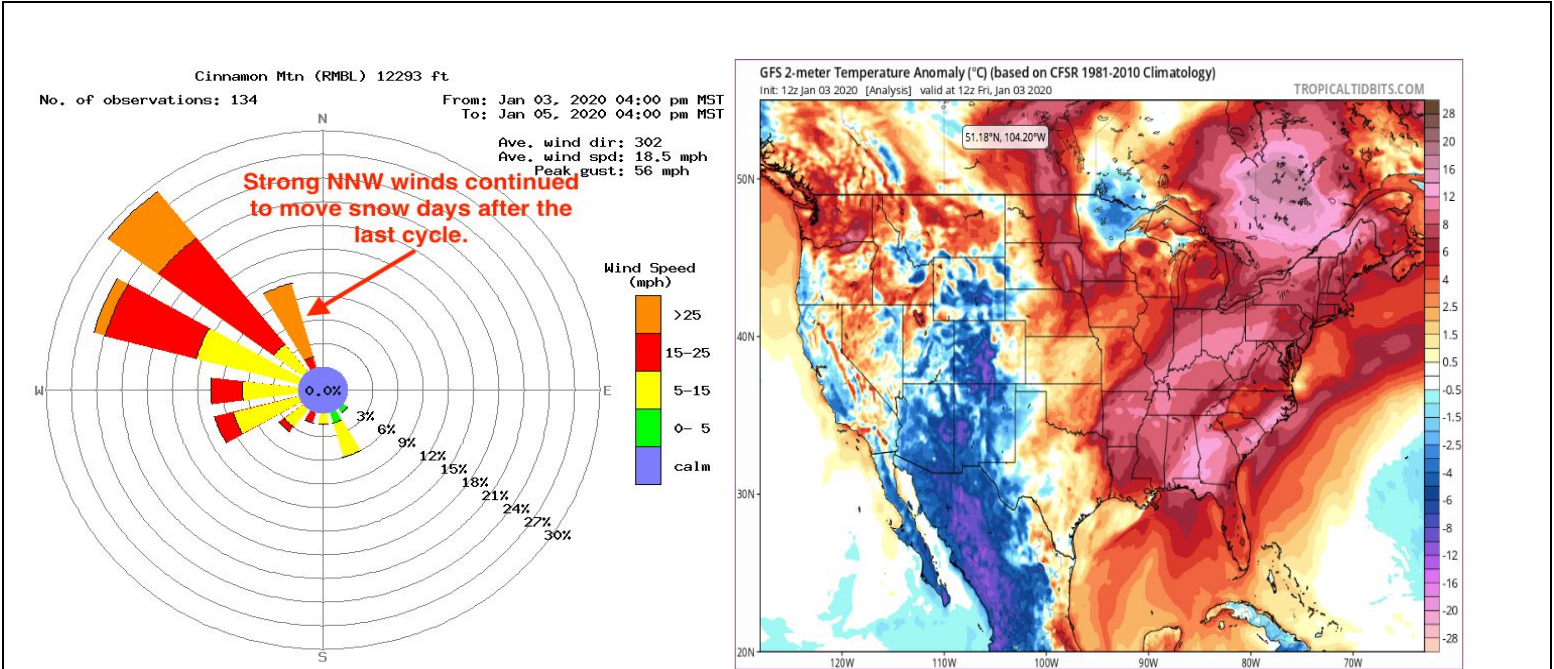 Cinnamon Mtn (RMBL) 12293 ft
No. of observations: 134
From: Jan 03, 2020 04:00 pm MST
To: Jan 05, 2020 04:00 pm MST
Ave. wind dir: 302
Ave. wind spd: 18.5 mph
Peak gust: 56 mph
N
Strong NNW winds continued
to move snow days after the
last cycle.
W
E
S
0.0%
3%
6%
9%
12%
15%
18%
21%
24%
27%
30%
Wind Speed
(mph)
>25
15-25
5-15
0- 5
calm
GFS 2-meter Temperature Anomaly (°C) (based on CFSR 1981-2010 Climatology)
Init: 12z Jan 03 2020 [Analysis] valid at 12z Fri, Jan 03 2020
TROPICALTIDBITS.COM
51.18°N, 104.20°W
50N
40N
30N
20N
120W
110W
100W
90W
80W
70W
28
20
16
12
8
6
4
2.5
1.5
0.5
-0.5
-1.5
-2.5
-4
-6
-8
-12
-16
-20
-28